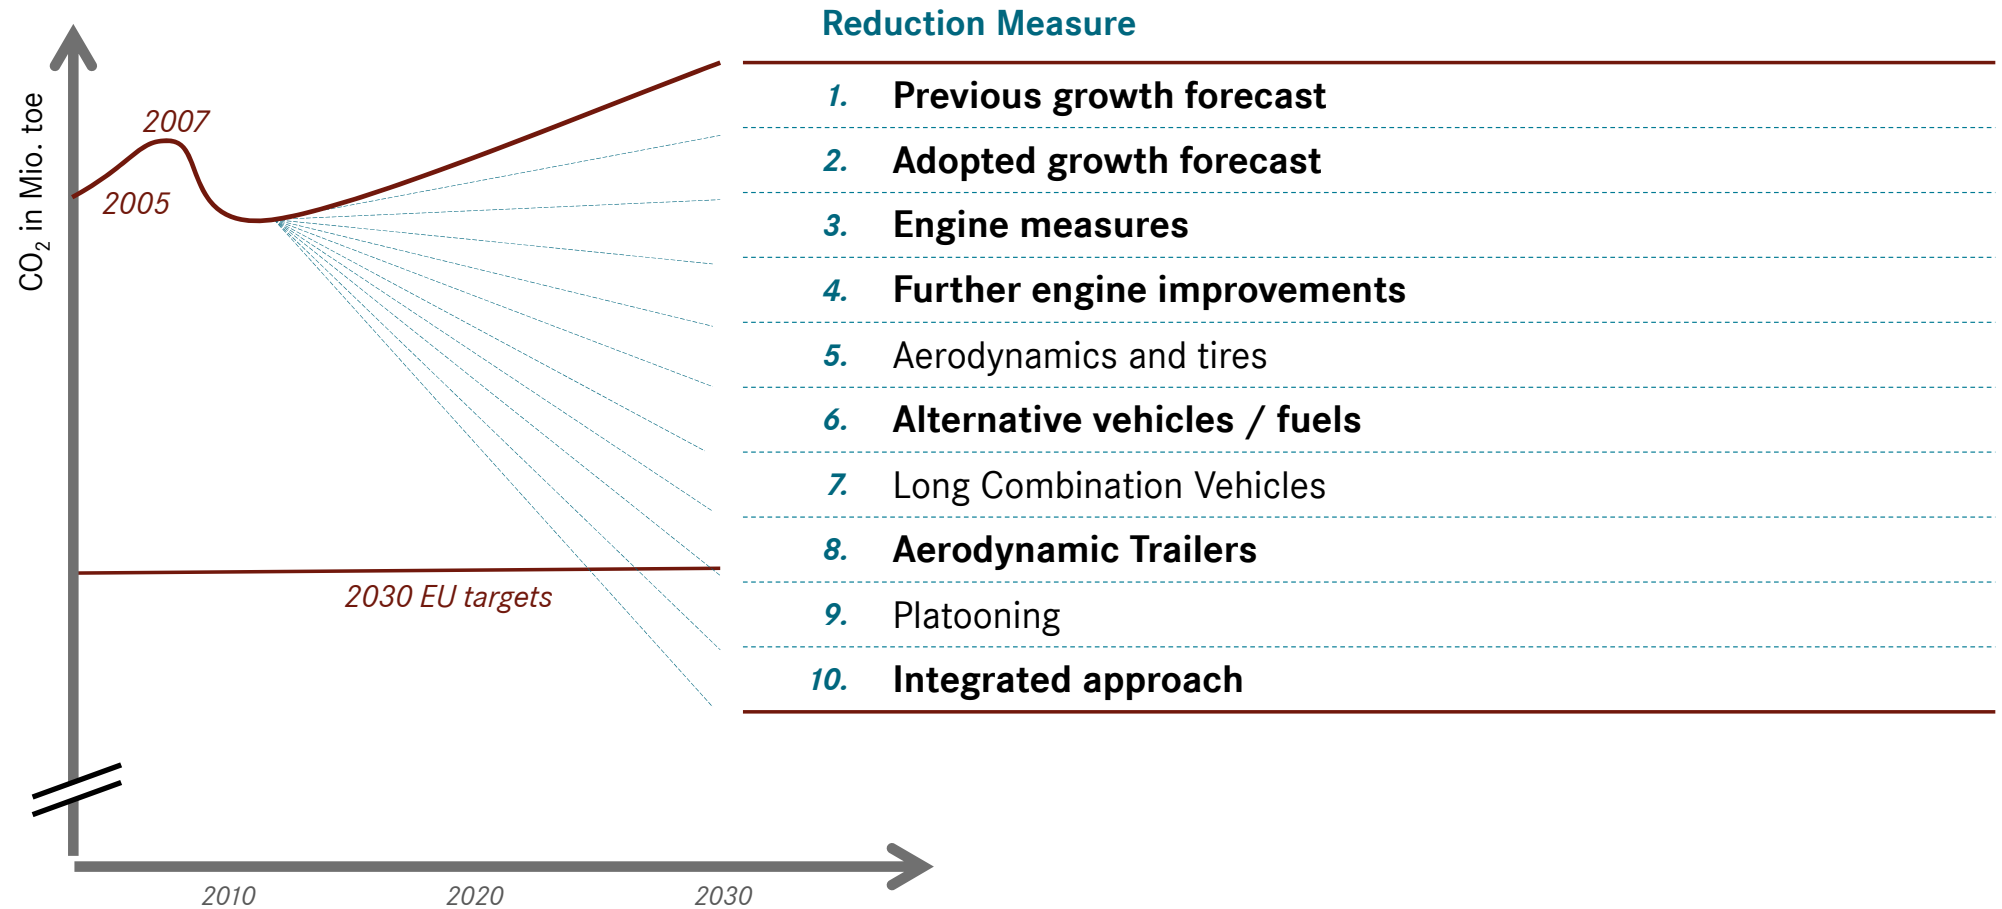 Reduction Measure
CO₂ in Mio. toe
2007
2005
2030 EU targets
1. Previous growth forecast
2. Adopted growth forecast
3. Engine measures
4. Further engine improvements
5. Aerodynamics and tires
6. Alternative vehicles / fuels
7. Long Combination Vehicles
8. Aerodynamic Trailers
9. Platooning
10. Integrated approach
2010 2020 2030